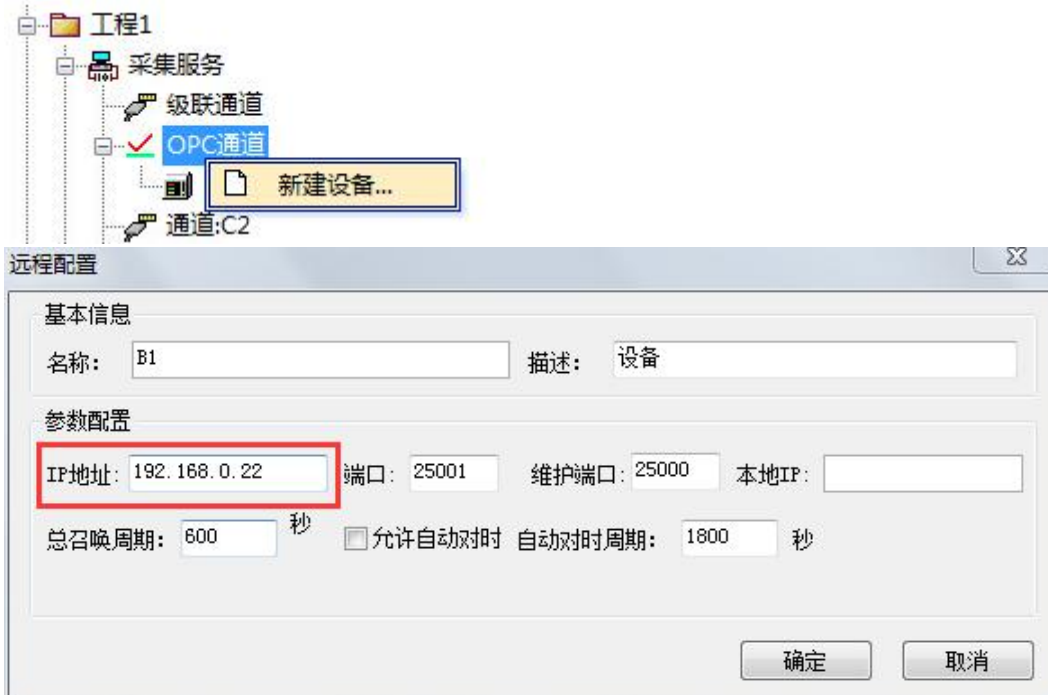 工程1
采集服务
级联通道
OPC通道
新建设备...
通道:C2
远程配置
基本信息
名称: B1 描述: 设备
参数配置
IP地址: 192.168.0.22 端口: 25001 维护端口: 25000 本地IP:
总召唤周期: 600 秒 允许自动对时 自动对时周期: 1800 秒
确定 取消